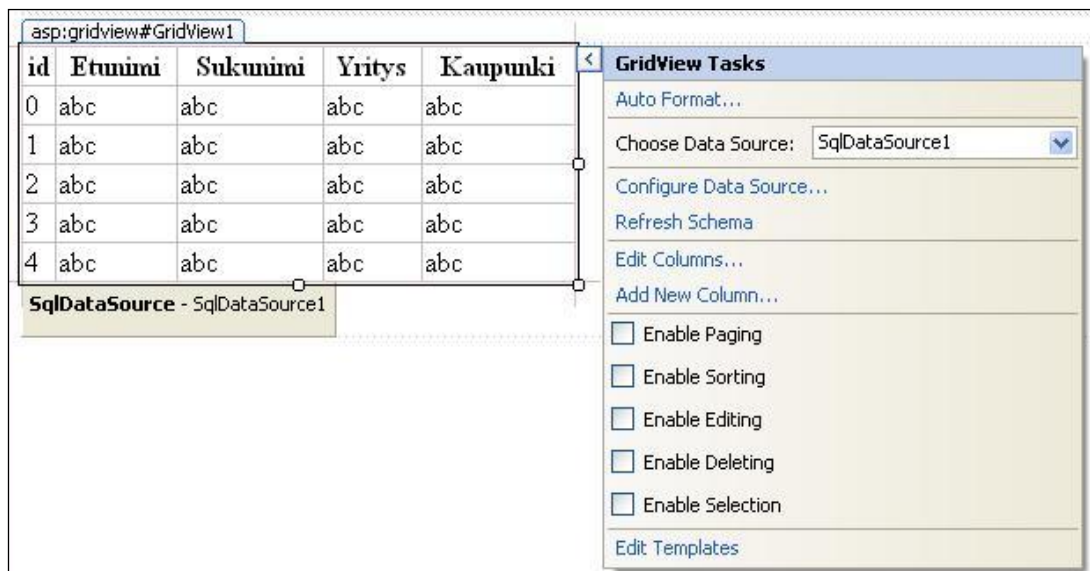 asp:gridview#GridView1
id Etunimi Sukunimi Yritys Kaupunki
0 abc abc abc abc
1 abc abc abc abc
2 abc abc abc abc
3 abc abc abc abc
4 abc abc abc abc
SqlDataSource - SqlDataSource1
GridView Tasks
Auto Format...
Choose Data Source: SqlDataSource1
Configure Data Source...
Refresh Schema
Edit Columns...
Add New Column...
Enable Paging
Enable Sorting
Enable Editing
Enable Deleting
Enable Selection
Edit Templates